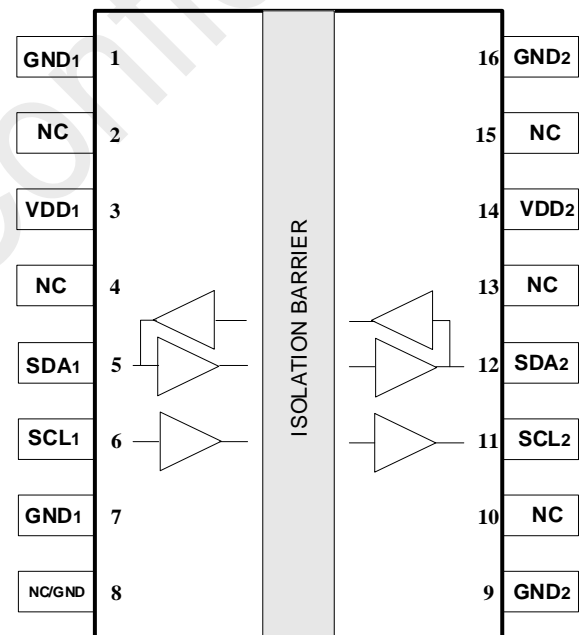 GND1 1 16 GND2
NC 2 15 NC
VDD1 3 14 VDD2
NC 4 13 NC
SDA1 5 12 SDA2
SCL1 6 11 SCL2
GND1 7 10 NC
NC/GND 8 9 GND2
ISOLATION BARRIER